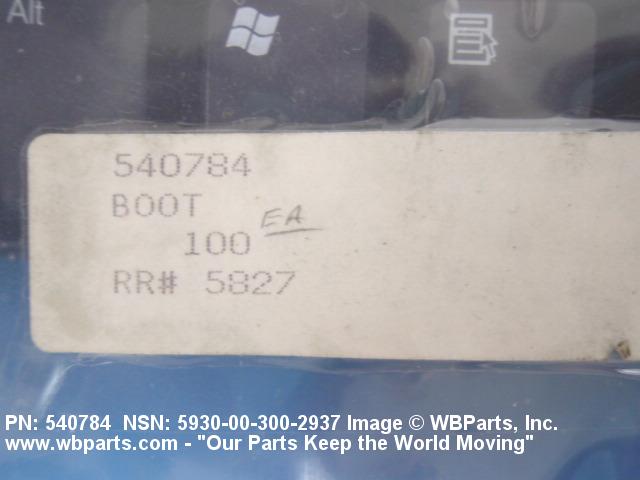 Alt
540784
BOOT
100 EA
RR# 5827
PN: 540784 NSN: 5930-00-300-2937 Image © WBParts, Inc.
www.wbparts.com - "Our Parts Keep the World Moving"